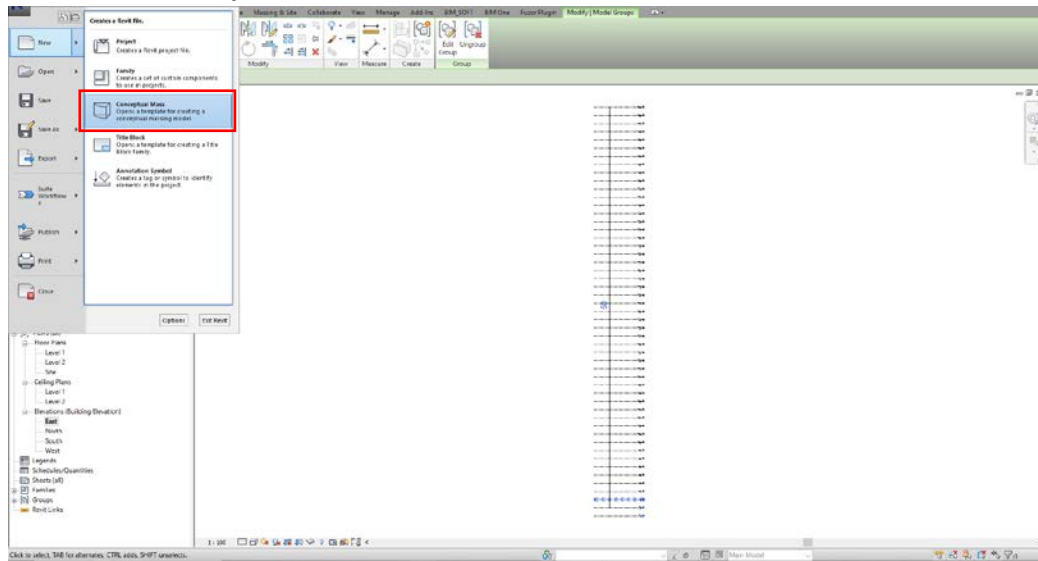 Massing & Site Collaborate View Manage Add-Ins BIM_SOFT BIMOne FuzorPlugin Modify | Model Groups
Creates a Revit file.
New
Project
Creates a Revit project file.
Open
Family
Creates a set of custom components
to use in projects.
Save
Conceptual Mass
Opens a template for creating a
conceptual massing model.
Save As
Title Block
Opens a template for creating a Title
Block family.
Export
Annotation Symbol
Creates a tag or symbol to identify
elements in the project.
Suite
Workflow
s
Publish
Print
Close
Options Exit Revit
Modify View Measure Create Group
Edit Ungroup
Group
Floor Plans
Level 1
Level 2
Site
Ceiling Plans
Level 1
Level 2
Elevations (Building Elevation)
East
North
South
West
Legends
Schedules/Quantities
Sheets (all)
Families
Groups
Revit Links
1 : 100
Click to select, TAB for alternates, CTRL adds, SHIFT unselects.
:0
Main Model